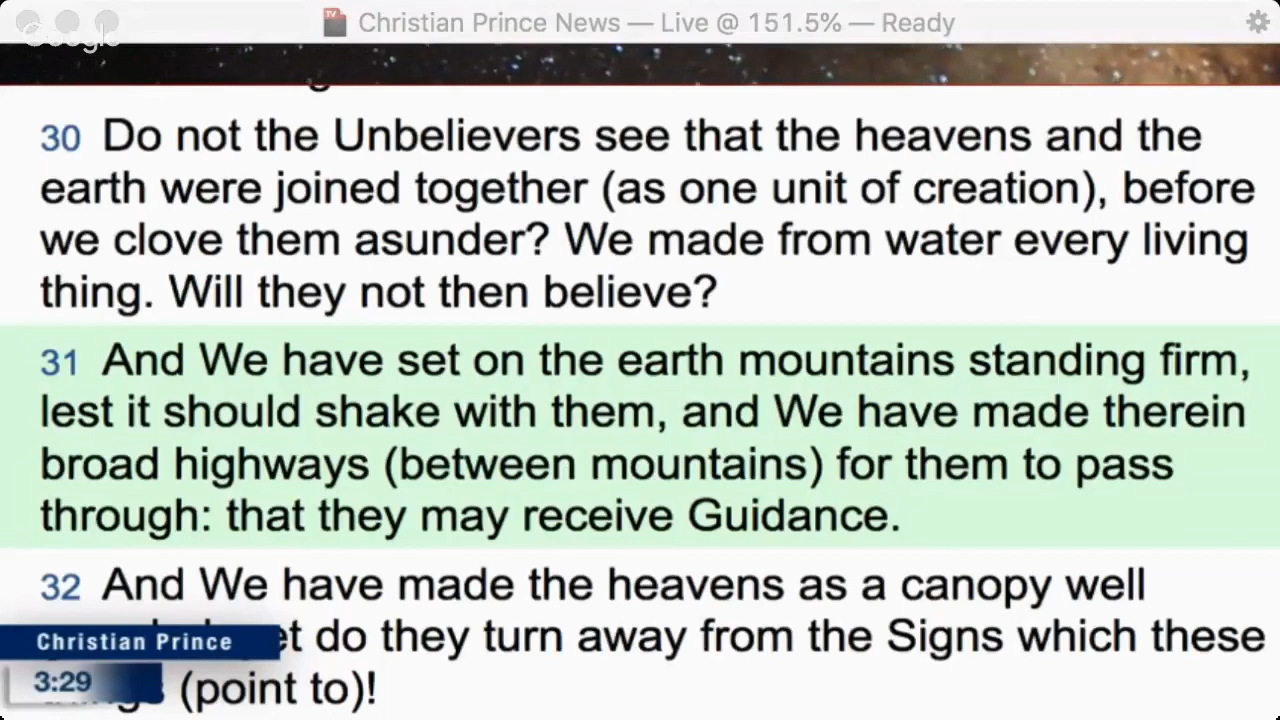 Christian Prince News — Live @ 151.5% — Ready
Google
30 Do not the Unbelievers see that the heavens and the
earth were joined together (as one unit of creation), before
we clove them asunder? We made from water every living
thing. Will they not then believe?
31 And We have set on the earth mountains standing firm,
lest it should shake with them, and We have made therein
broad highways (between mountains) for them to pass
through: that they may receive Guidance.
32 And We have made the heavens as a canopy well
do they turn away from the Signs which these
(point to)!
Christian Prince
3:29